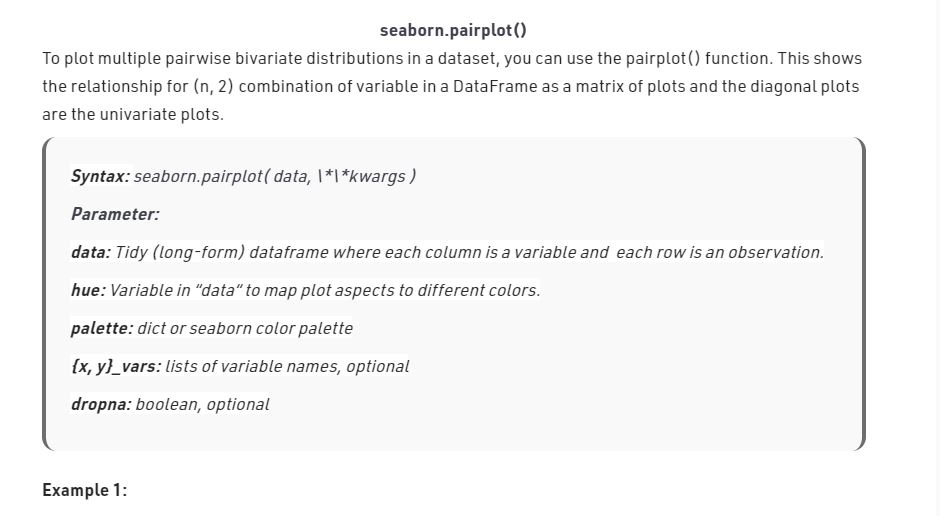 seaborn.pairplot()
To plot multiple pairwise bivariate distributions in a dataset, you can use the pairplot() function. This shows
the relationship for (n, 2) combination of variable in a DataFrame as a matrix of plots and the diagonal plots
are the univariate plots.
Syntax: seaborn.pairplot( data, \*\*kwargs )
Parameter:
data: Tidy (long-form) dataframe where each column is a variable and  each row is an observation.
hue: Variable in “data“ to map plot aspects to different colors.
palette: dict or seaborn color palette
{x, y}_vars: lists of variable names, optional
dropna: boolean, optional
Example 1: